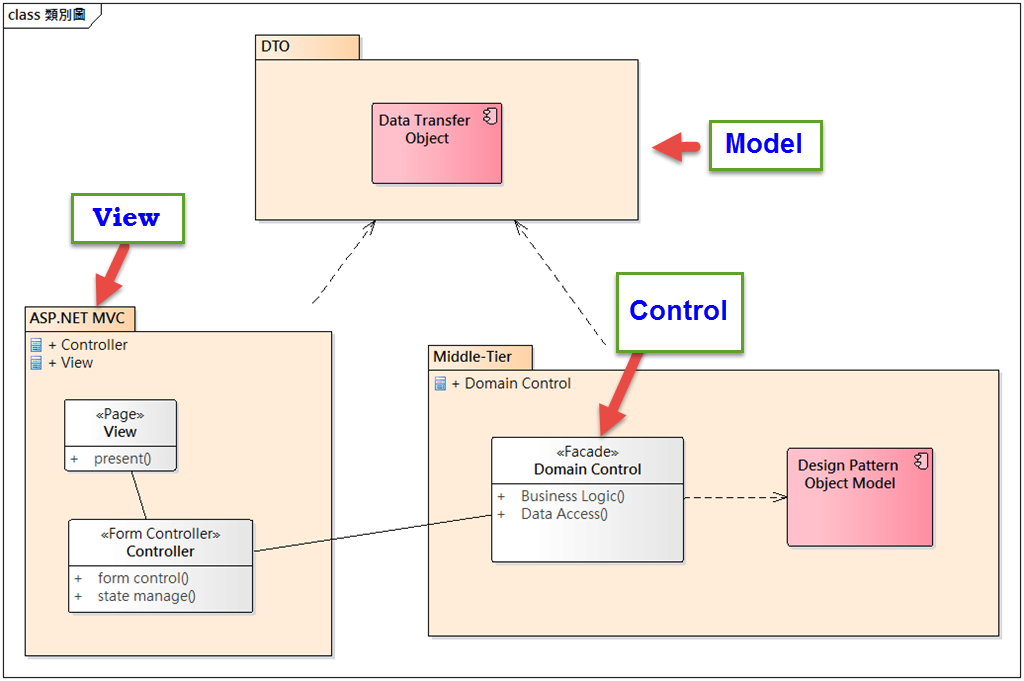 class 類別圖
DTO
Data Transfer
Object
Model
View
ASP.NET MVC
+ Controller
+ View
«Page»
View
+ present()
«Form Controller»
Controller
+ form control()
+ state manage()
Control
Middle-Tier
+ Domain Control
«Facade»
Domain Control
+ Business Logic()
+ Data Access()
Design Pattern
Object Model